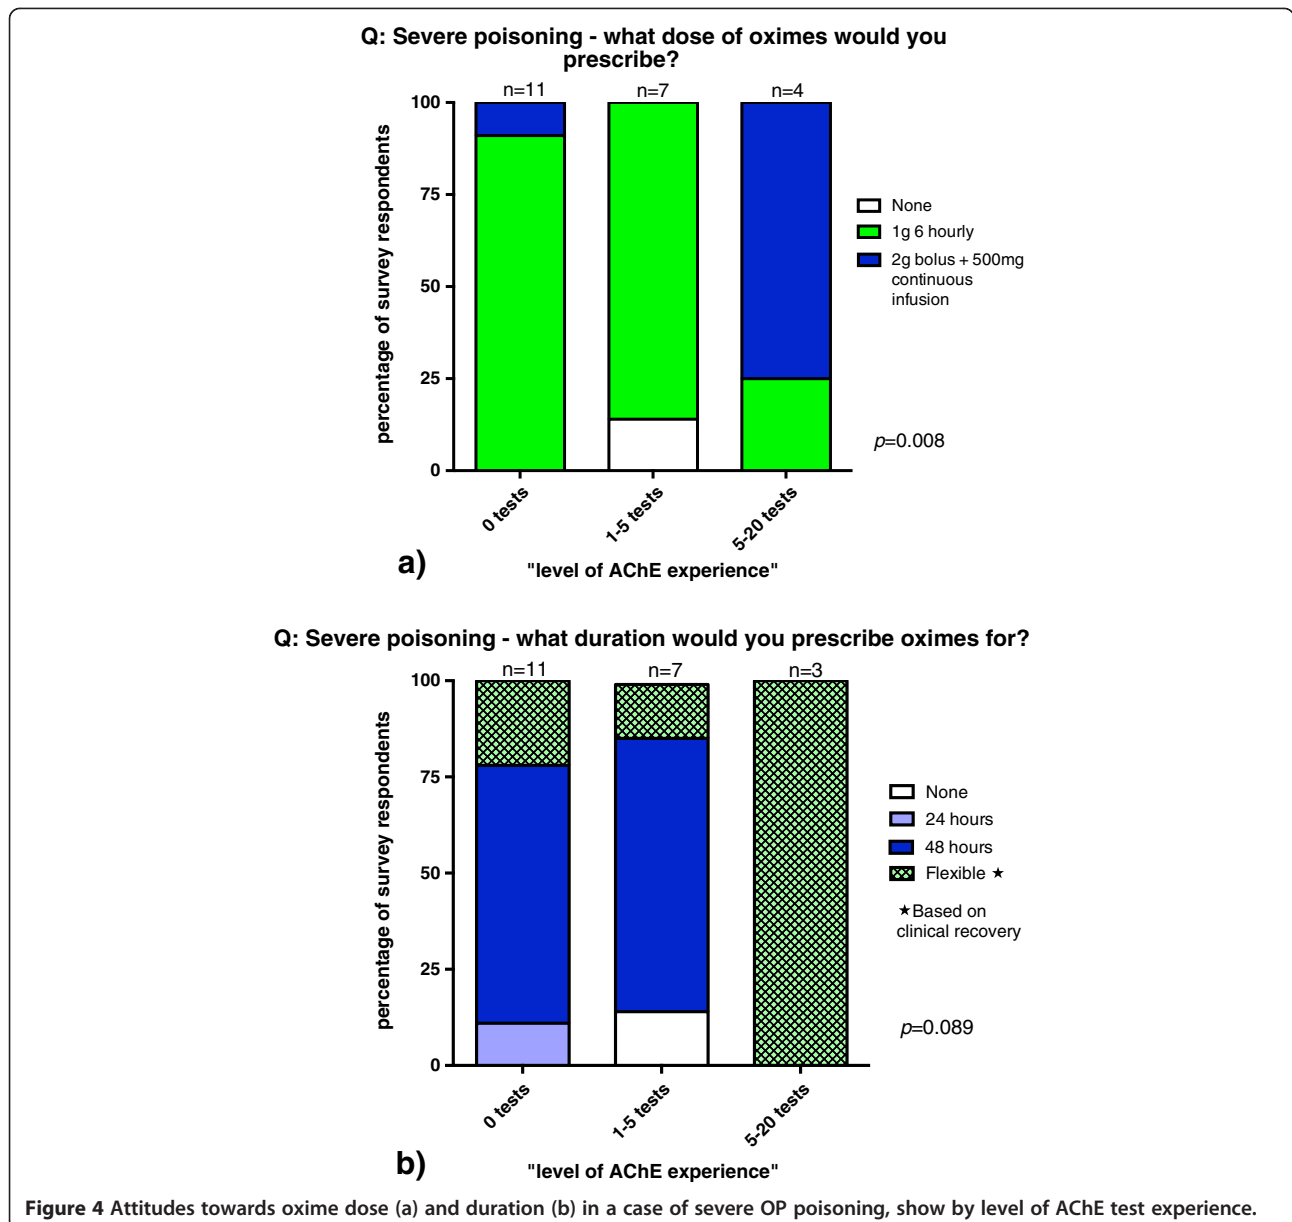 Q: Severe poisoning - what dose of oximes would you
prescribe?
n=11
n=7
n=4
100
75
50
25
0
percentage of survey respondents
None
1g 6 hourly
2g bolus + 500mg
continuous
infusion
p=0.008
0 tests
1-5 tests
5-20 tests
a)
"level of AChE experience"
Q: Severe poisoning - what duration would you prescribe oximes for?
n=11
n=7
n=3
100
75
50
25
0
percentage of survey respondents
None
24 hours
48 hours
Flexible ★
★Based on
clinical recovery
p=0.089
0 tests
1-5 tests
5-20 tests
b)
"level of AChE experience"
Figure 4 Attitudes towards oxime dose (a) and duration (b) in a case of severe OP poisoning, show by level of AChE test experience.